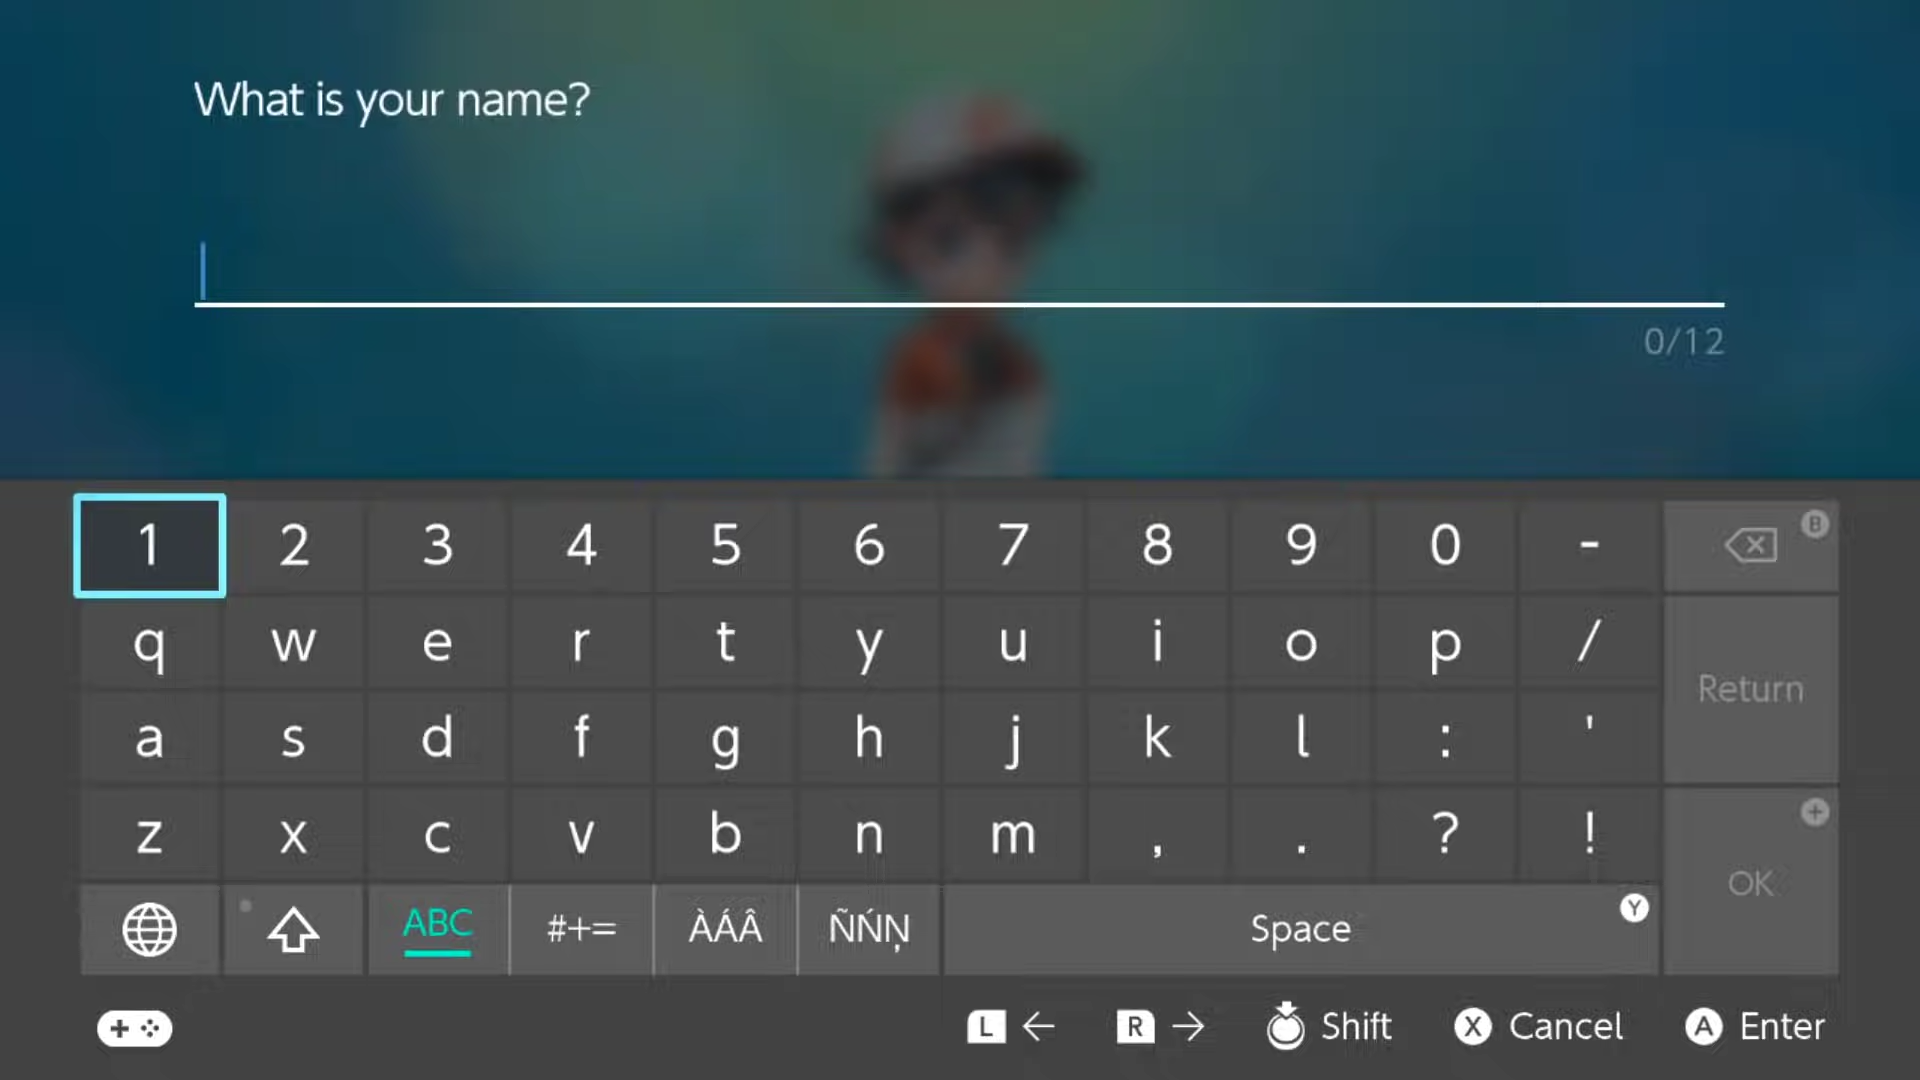 What is your name?
0/12
1 2 3 4 5 6 7 8 9 0 - B
q w e r t y u i o p /
Return
a s d f g h j k l : '
z x c v b n m , . ? ! +
OK
ABC #+= ÀÁÂ ÑŃŅ Space Y
L ← R → Shift X Cancel A Enter